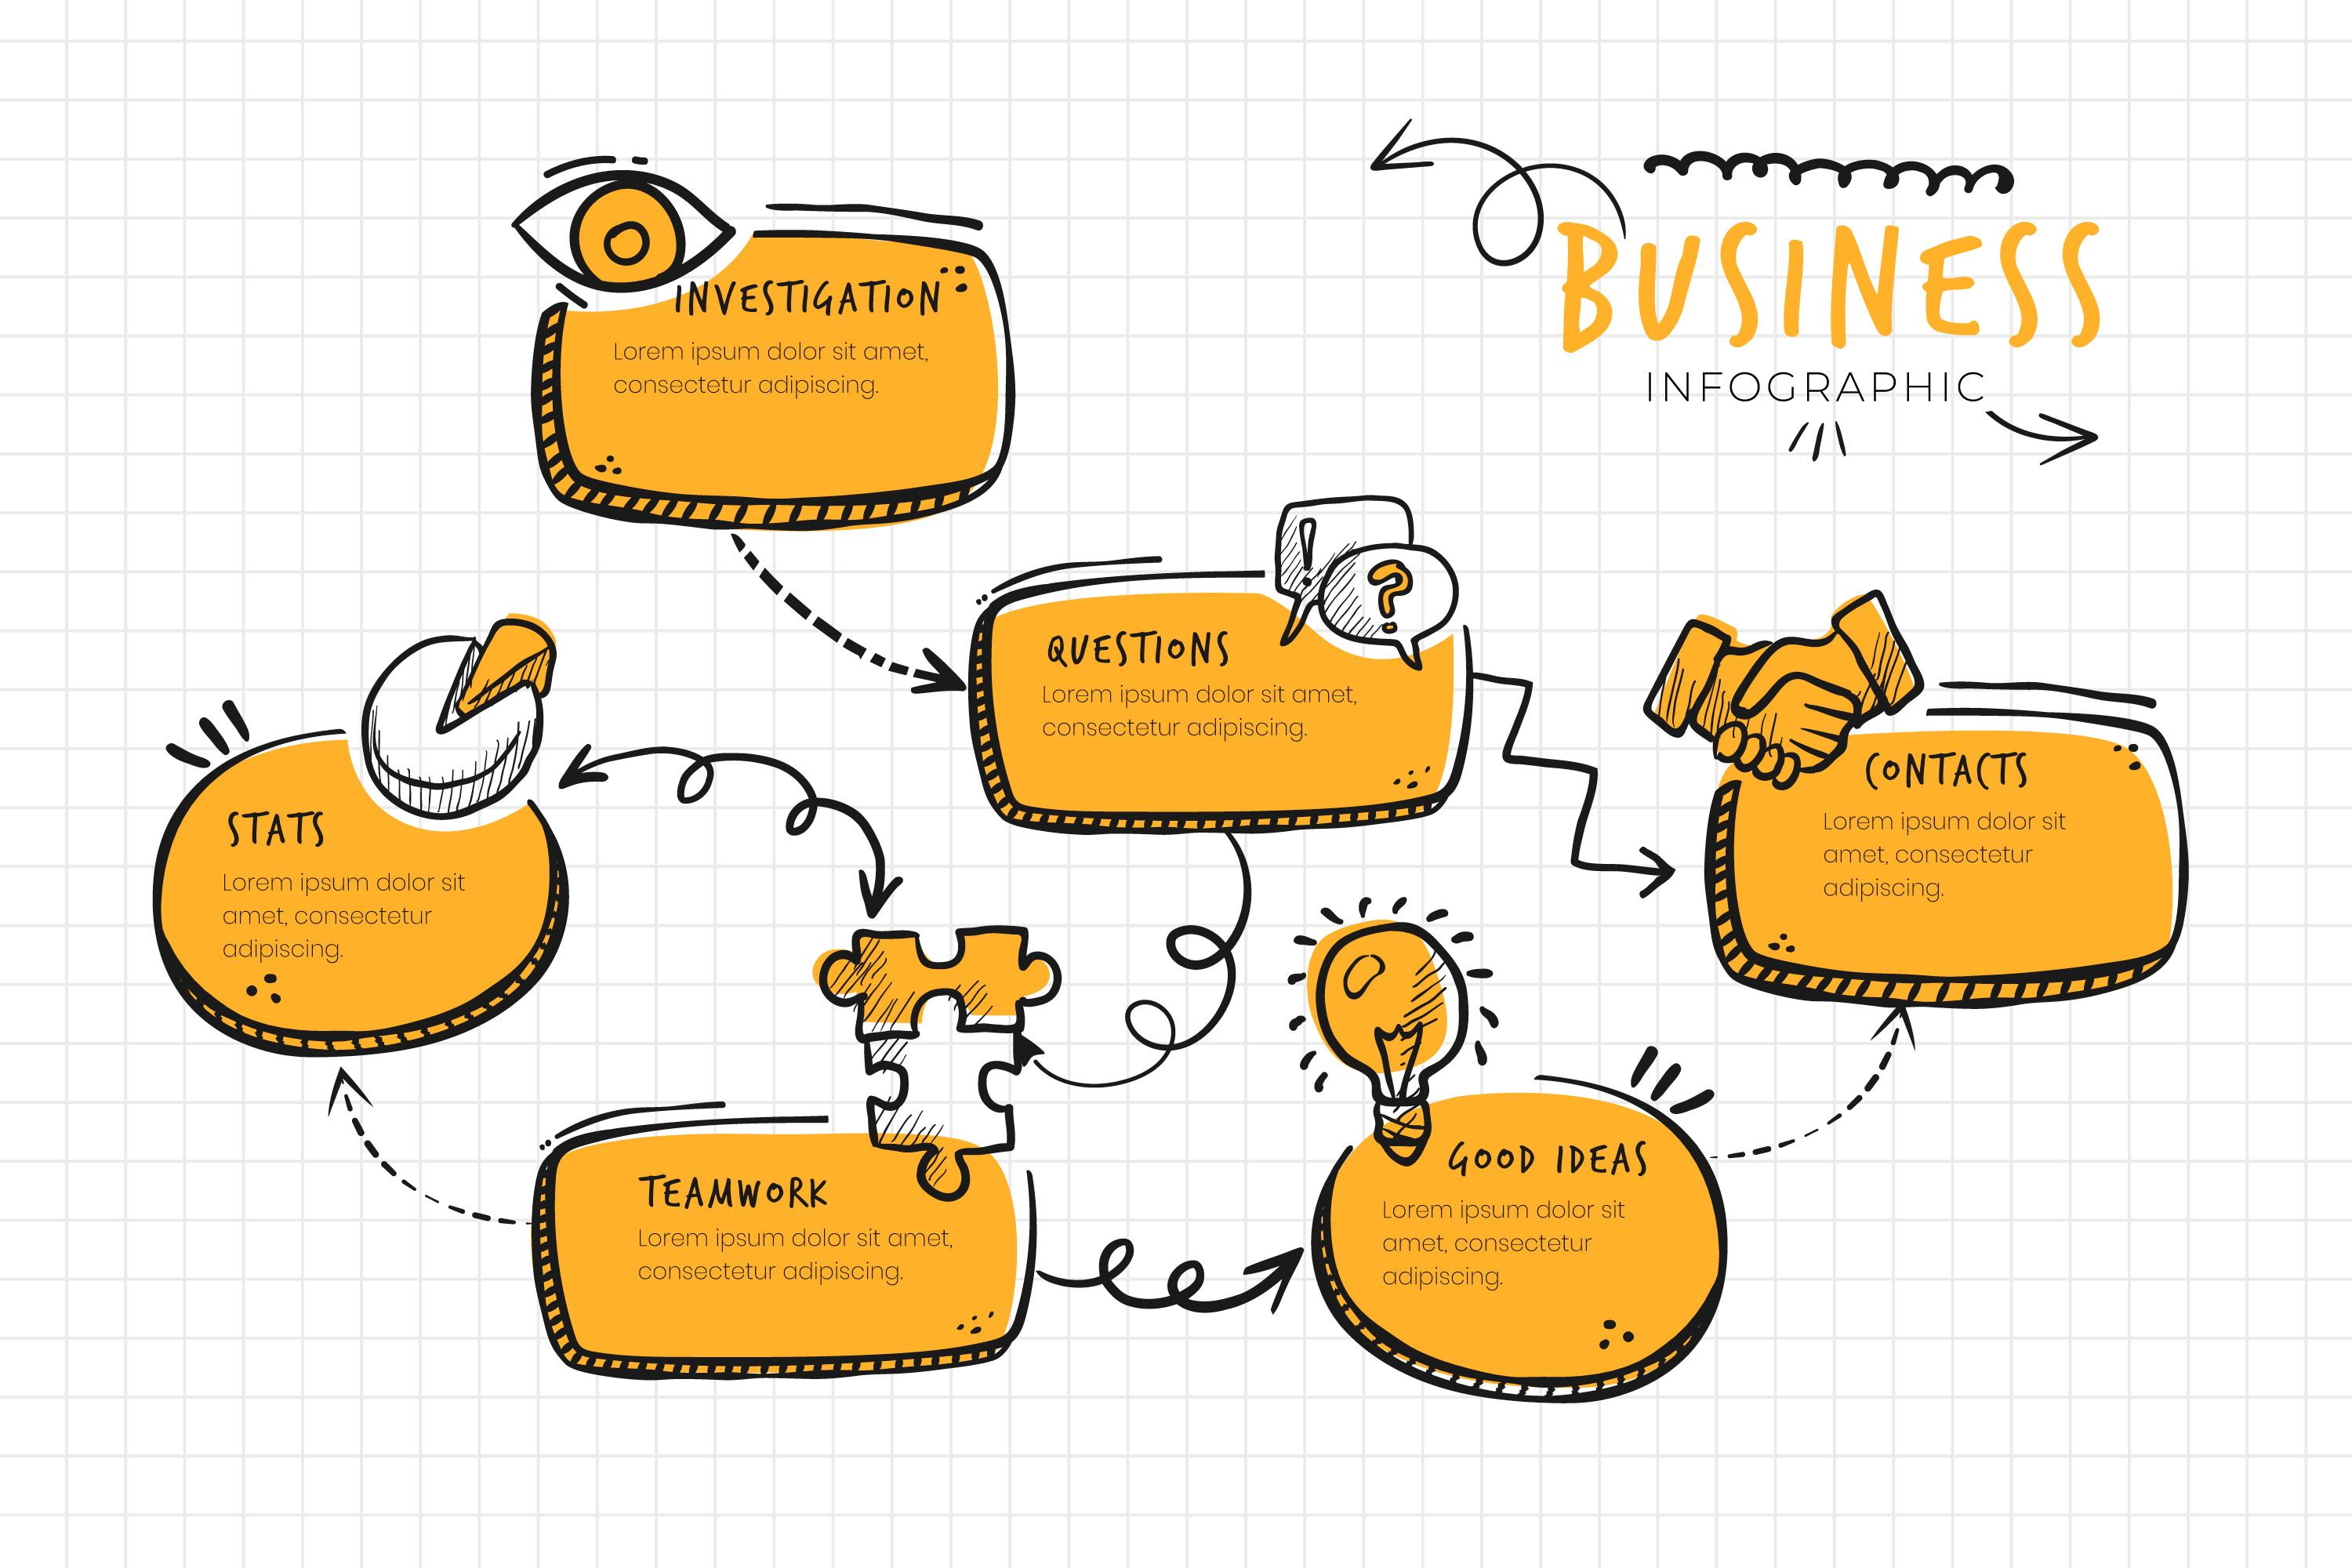 BUSINESS
INFOGRAPHIC
INVESTIGATION
Lorem ipsum dolor sit amet,
consectetur adipiscing.
QUESTIONS
Lorem ipsum dolor sit amet,
consectetur adipiscing.
!
?
CONTACTS
Lorem ipsum dolor sit
amet, consectetur
adipiscing.
STATS
Lorem ipsum dolor sit
amet, consectetur
adipiscing.
TEAMWORK
Lorem ipsum dolor sit amet,
consectetur adipiscing.
GOOD IDEAS
Lorem ipsum dolor sit
amet, consectetur
adipiscing.